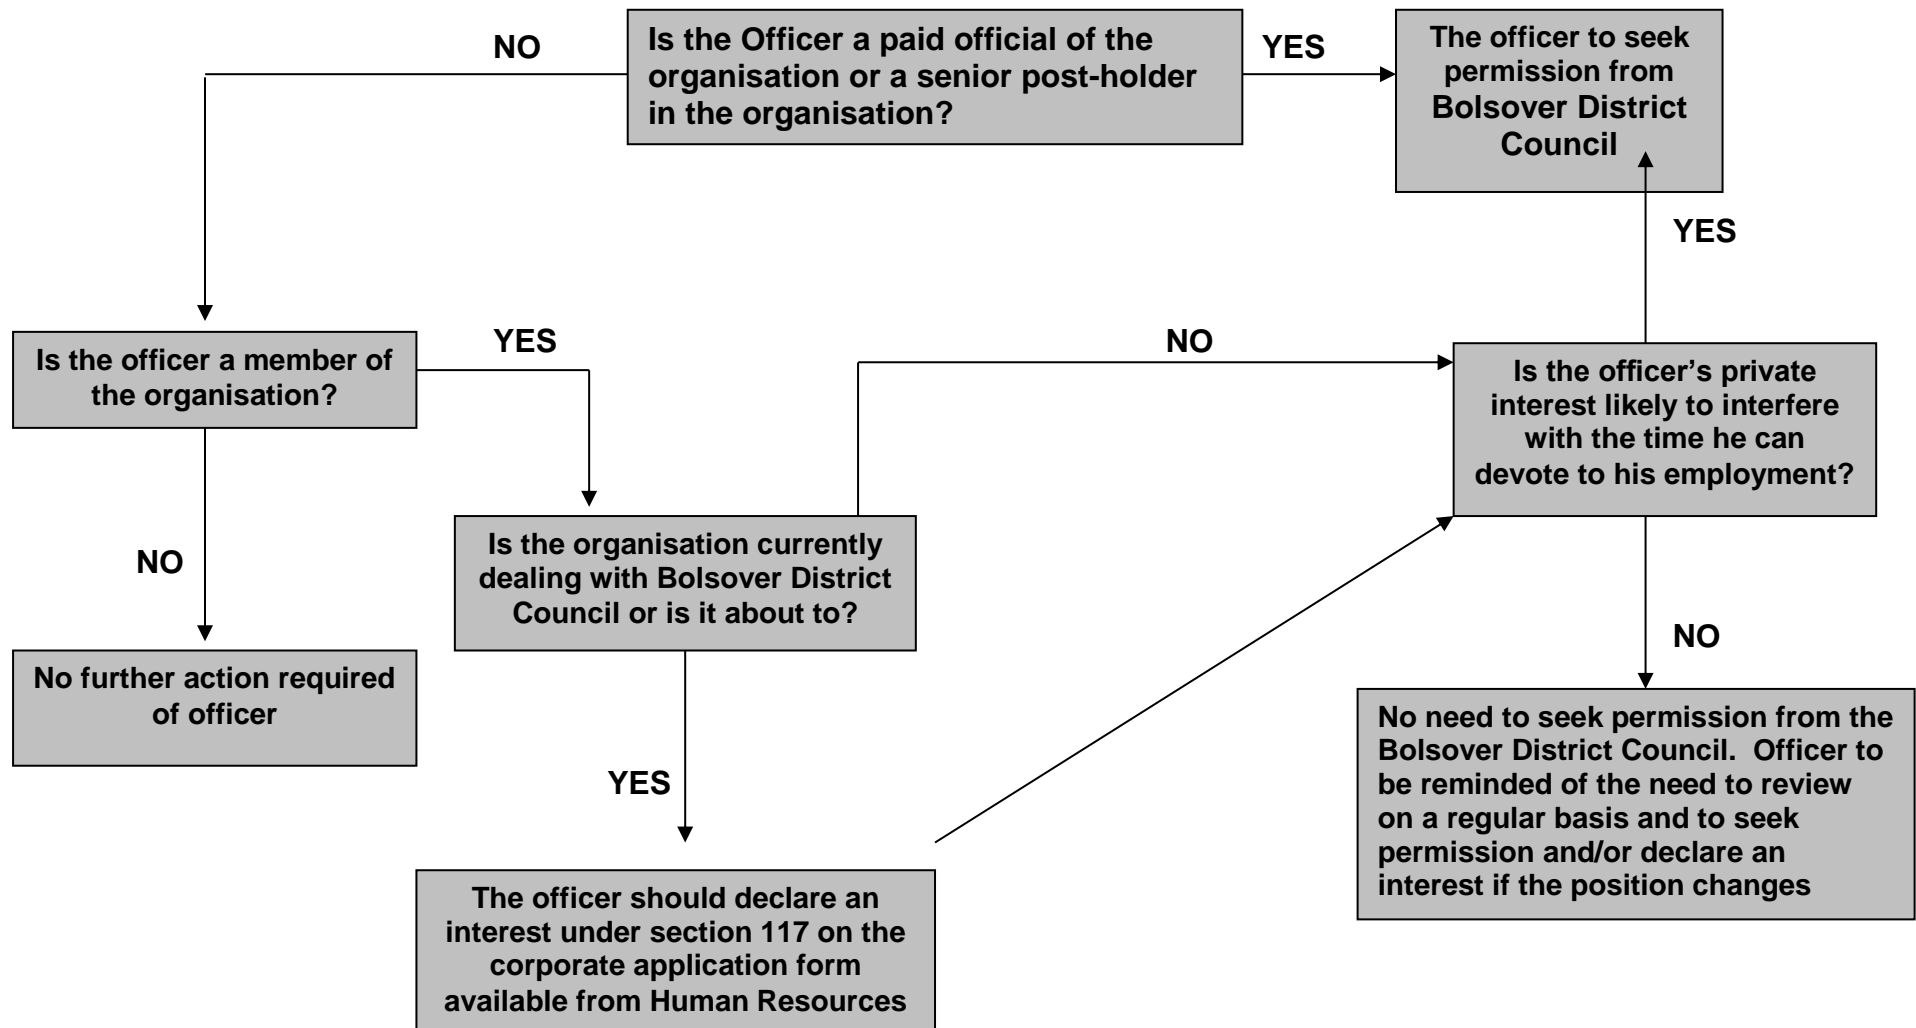 NO
Is the Officer a paid official of the
organisation or a senior post-holder
in the organisation?
YES
The officer to seek
permission from
Bolsover District
Council
YES
Is the officer a member of
the organisation?
YES
NO
Is the officer’s private
interest likely to interfere
with the time he can
devote to his employment?
NO
Is the organisation currently
dealing with Bolsover District
Council or is it about to?
NO
No further action required
of officer
No need to seek permission from the
Bolsover District Council.  Officer to
be reminded of the need to review
on a regular basis and to seek
permission and/or declare an
interest if the position changes
YES
The officer should declare an
interest under section 117 on the
corporate application form
available from Human Resources